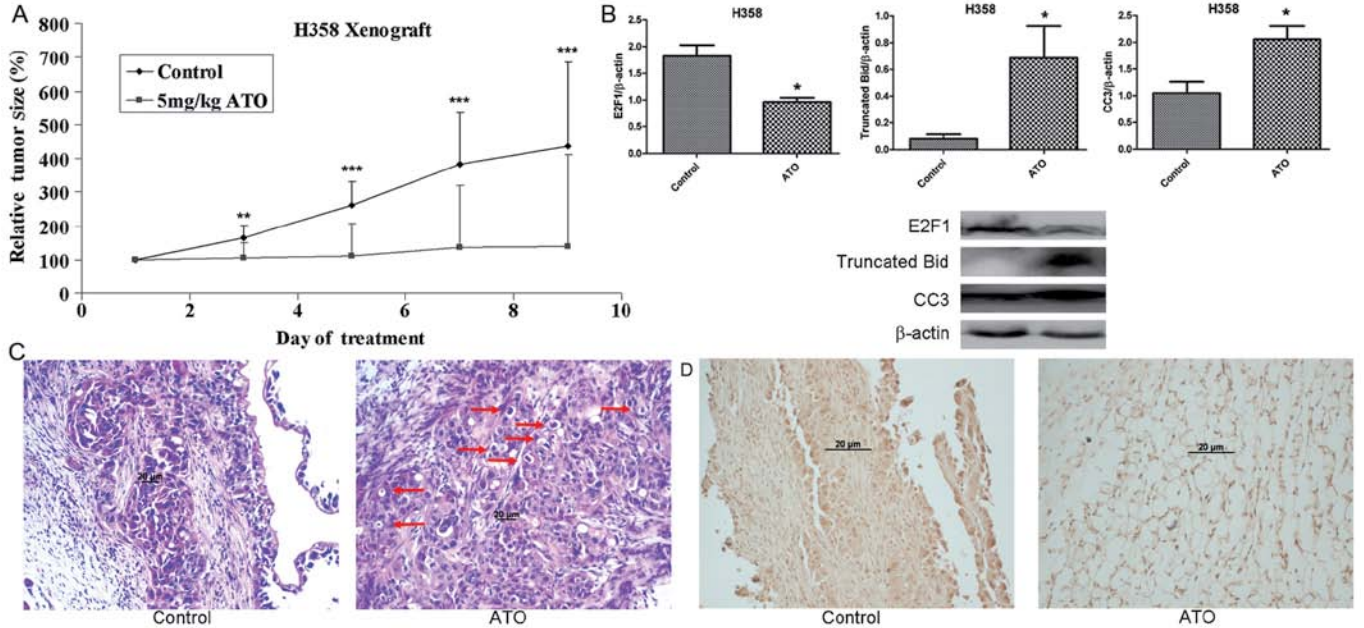 A
H358 Xenograft
Relative tumor size (%)
800
700
600
500
400
300
200
100
0
Control
5mg/kg ATO
**
***
***
***
0 2 4 6 8 10
Day of treatment
B
H358
E2F1/β-actin
2.5
2.0
1.5
1.0
0.5
0.0
*
Control
ATO
H358
Truncated Bid/β-actin
1.0
0.8
0.6
0.4
0.2
0.0
*
Control
ATO
H358
CC3/β-actin
2.5
2.0
1.5
1.0
0.5
0.0
*
Control
ATO
E2F1
Truncated Bid
CC3
β-actin
C
20 µm
Control
20 µm
ATO
D
20 µm
Control
20 µm
ATO